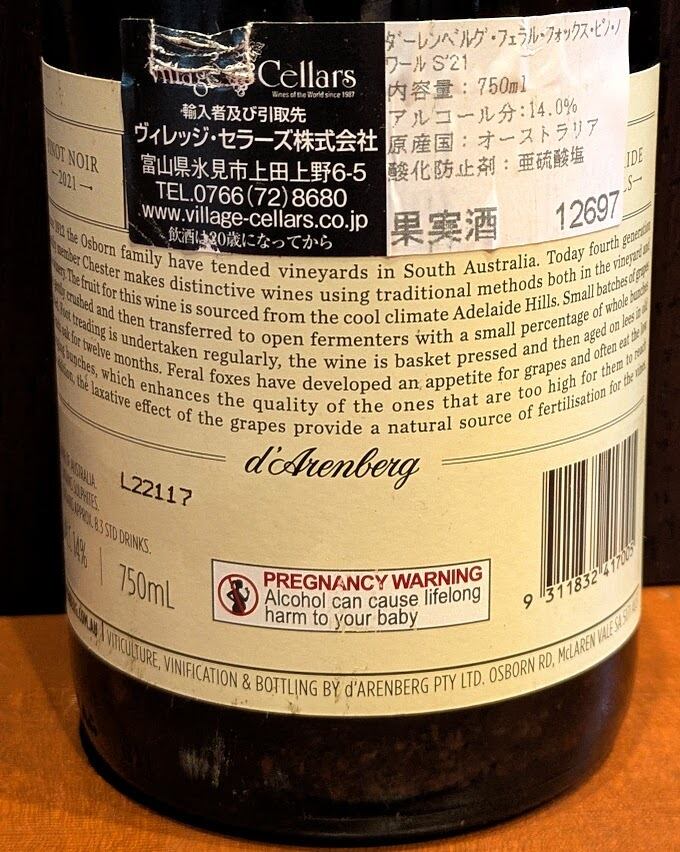 Village Cellars
Wines of the World since 1987
輸入者及び引取先
ヴィレッジ・セラーズ株式会社
富山県氷見市上田上野6-5
TEL.0766(72)8680
www.village-cellars.co.jp
飲酒は20歳になってから
ダーレンベルグ・フェラル・フォックス・ピノ・ノ
ワール S'21
内容量：750ml
アルコール分:14.0%
原産国：オーストラリア
酸化防止剤：亜硫酸塩
果実酒 12697
PINOT NOIR
2021
1912 the Osborn family have tended vineyards in South Australia. Today fourth generation
member Chester makes distinctive wines using traditional methods both in the vineyard and
The fruit for this wine is sourced from the cool climate Adelaide Hills. Small batches of grapes
crushed and then transferred to open fermenters with a small percentage of whole bunches
Foot treading is undertaken regularly, the wine is basket pressed and then aged on lees in old
oak for twelve months. Feral foxes have developed an appetite for grapes and often eat the low
bunches, which enhances the quality of the ones that are too high for them to reach
the laxative effect of the grapes provide a natural source of fertilisation for the vines.
d'Arenberg
AUSTRALIA.
SULPHITES.
APPROX. 8.3 STD DRINKS.
L22117
14% | 750mL
PREGNANCY WARNING
Alcohol can cause lifelong
harm to your baby
9 311832 417005
VITICULTURE, VINIFICATION & BOTTLING BY d'ARENBERG PTY LTD. OSBORN RD, McLAREN VALE SA